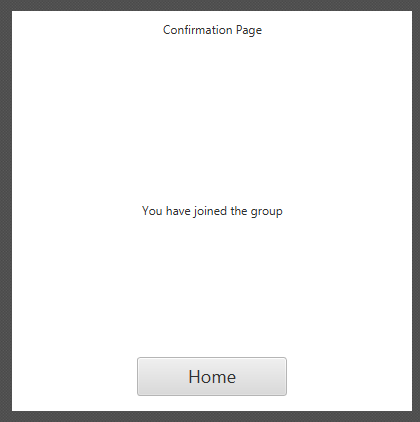 Confirmation Page
You have joined the group
Home